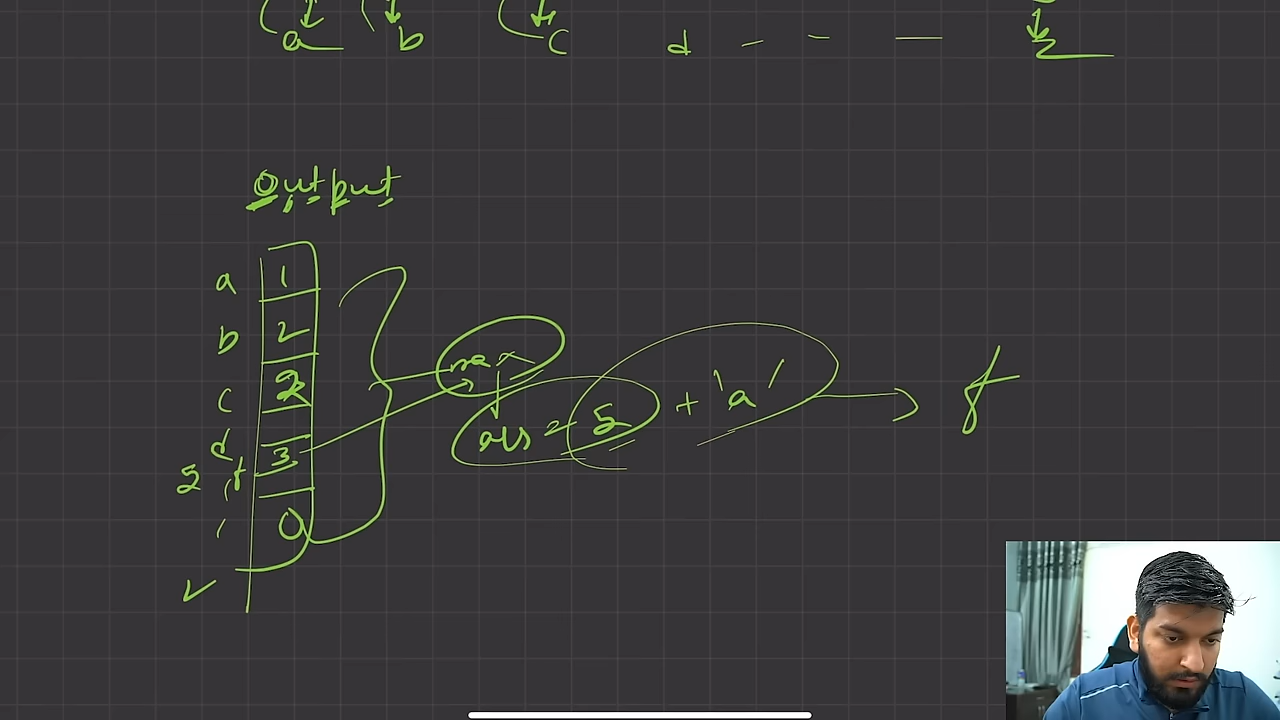 a b c d - - - z
output
a 1
b 2
c 2
max
ans = 5 + 'a' → f
d
5 f 3
0